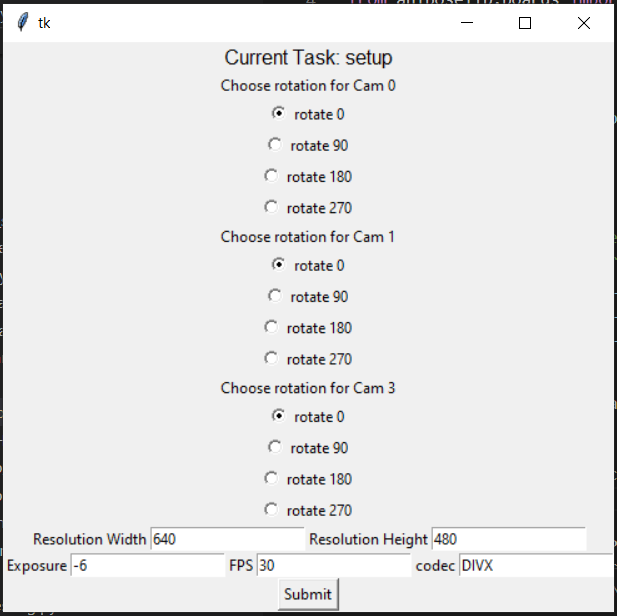 tk
Current Task: setup
Choose rotation for Cam 0
rotate 0
rotate 90
rotate 180
rotate 270
Choose rotation for Cam 1
rotate 0
rotate 90
rotate 180
rotate 270
Choose rotation for Cam 3
rotate 0
rotate 90
rotate 180
rotate 270
Resolution Width 640 Resolution Height 480
Exposure -6 FPS 30 codec DIVX
Submit